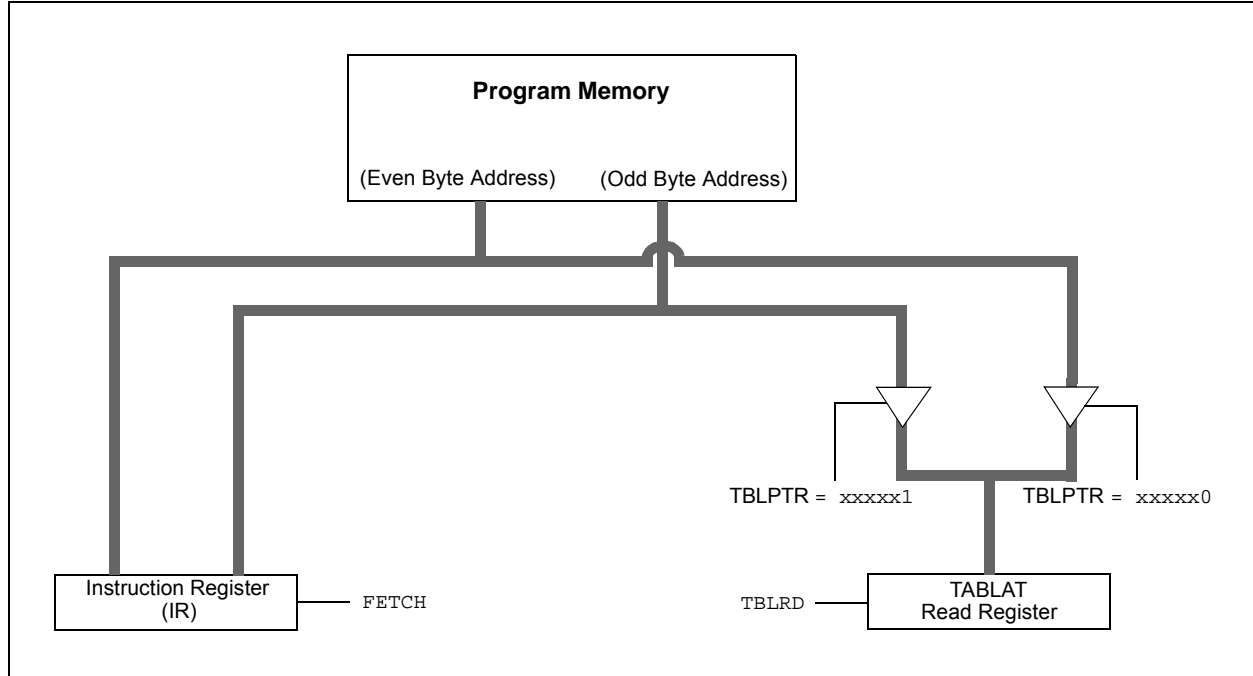 Program Memory
(Even Byte Address) (Odd Byte Address)
TBLPTR = xxxxx1 TBLPTR = xxxxx0
Instruction Register
(IR)
FETCH
TBLRD
TABLAT
Read Register